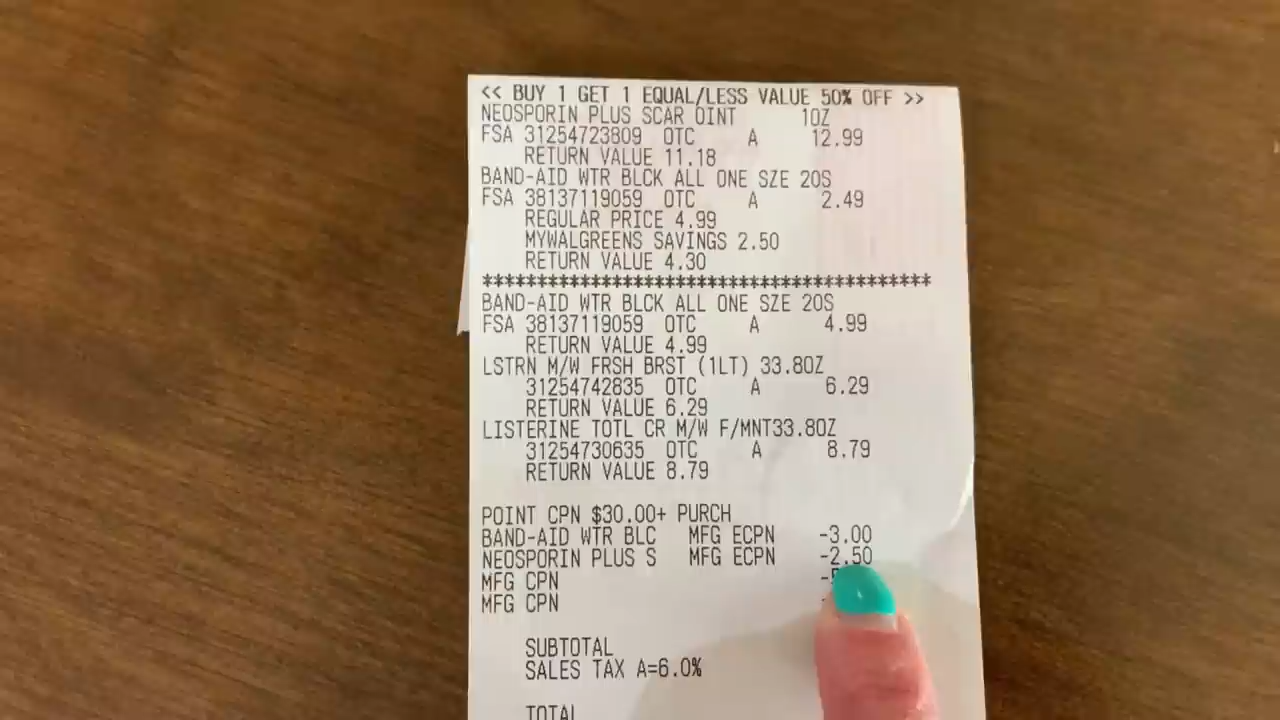 << BUY 1 GET 1 EQUAL/LESS VALUE 50% OFF >>
NEOSPORIN PLUS SCAR OINT 1OZ
FSA 31254723809 OTC A 12.99
RETURN VALUE 11.18
BAND-AID WTR BLCK ALL ONE SZE 20S
FSA 38137119059 OTC A 2.49
REGULAR PRICE 4.99
MYWALGREENS SAVINGS 2.50
RETURN VALUE 4.30
*****************************************
BAND-AID WTR BLCK ALL ONE SZE 20S
FSA 38137119059 OTC A 4.99
RETURN VALUE 4.99
LSTRN M/W FRSH BRST (1LT) 33.8OZ
31254742835 OTC A 6.29
RETURN VALUE 6.29
LISTERINE TOTL CR M/W F/MNT33.8OZ
31254730635 OTC A 8.79
RETURN VALUE 8.79
POINT CPN $30.00+ PURCH
BAND-AID WTR BLC MFG ECPN -3.00
NEOSPORIN PLUS S MFG ECPN -2.50
MFG CPN
MFG CPN
SUBTOTAL
SALES TAX A=6.0%
TOTAL